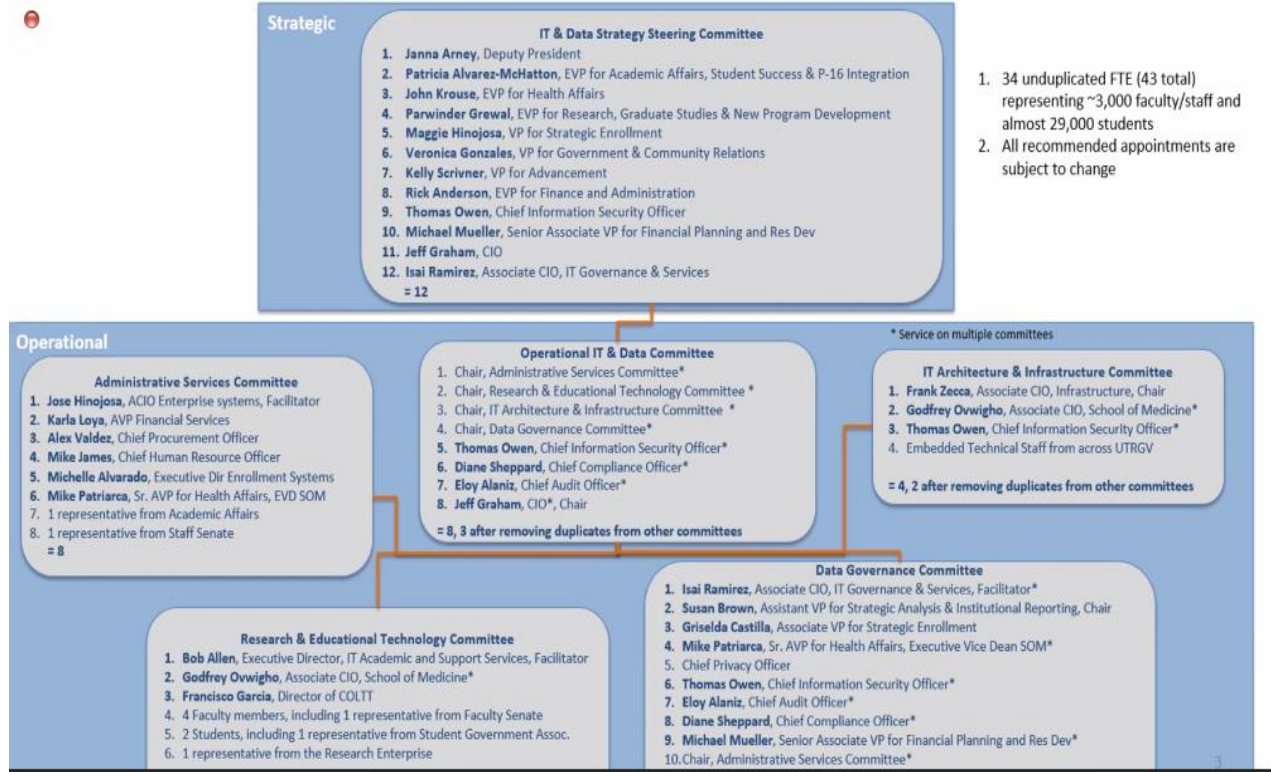 Strategic
IT & Data Strategy Steering Committee
1. Janna Arney, Deputy President
2. Patricia Alvarez-McHatton, EVP for Academic Affairs, Student Success & P-16 Integration
3. John Krouse, EVP for Health Affairs
4. Parwinder Grewal, EVP for Research, Graduate Studies & New Program Development
5. Maggie Hinojosa, VP for Strategic Enrollment
6. Veronica Gonzales, VP for Government & Community Relations
7. Kelly Scrivner, VP for Advancement
8. Rick Anderson, EVP for Finance and Administration
9. Thomas Owen, Chief Information Security Officer
10. Michael Mueller, Senior Associate VP for Financial Planning and Res Dev
11. Jeff Graham, CIO
12. Isai Ramirez, Associate CIO, IT Governance & Services
= 12
1. 34 unduplicated FTE (43 total)
representing ~3,000 faculty/staff and
almost 29,000 students
2. All recommended appointments are
subject to change
Operational
* Service on multiple committees
Administrative Services Committee
1. Jose Hinojosa, ACIO Enterprise systems, Facilitator
2. Karla Loya, AVP Financial Services
3. Alex Valdez, Chief Procurement Officer
4. Mike James, Chief Human Resource Officer
5. Michelle Alvarado, Executive Dir Enrollment Systems
6. Mike Patriarca, Sr. AVP for Health Affairs, EVD SOM
7. 1 representative from Academic Affairs
8. 1 representative from Staff Senate
= 8
Operational IT & Data Committee
1. Chair, Administrative Services Committee*
2. Chair, Research & Educational Technology Committee *
3. Chair, IT Architecture & Infrastructure Committee *
4. Chair, Data Governance Committee*
5. Thomas Owen, Chief Information Security Officer*
6. Diane Sheppard, Chief Compliance Officer*
7. Eloy Alaniz, Chief Audit Officer*
8. Jeff Graham, CIO*, Chair
= 8, 3 after removing duplicates from other committees
IT Architecture & Infrastructure Committee
1. Frank Zecca, Associate CIO, Infrastructure, Chair
2. Godfrey Ovwigho, Associate CIO, School of Medicine*
3. Thomas Owen, Chief Information Security Officer*
4. Embedded Technical Staff from across UTRGV
= 4, 2 after removing duplicates from other committees
Research & Educational Technology Committee
1. Bob Allen, Executive Director, IT Academic and Support Services, Facilitator
2. Godfrey Ovwigho, Associate CIO, School of Medicine*
3. Francisco Garcia, Director of COLTT
4. 4 Faculty members, including 1 representative from Faculty Senate
5. 2 Students, including 1 representative from Student Government Assoc.
6. 1 representative from the Research Enterprise
Data Governance Committee
1. Isai Ramirez, Associate CIO, IT Governance & Services, Facilitator*
2. Susan Brown, Assistant VP for Strategic Analysis & Institutional Reporting, Chair
3. Griselda Castilla, Associate VP for Strategic Enrollment
4. Mike Patriarca, Sr. AVP for Health Affairs, Executive Vice Dean SOM*
5. Chief Privacy Officer
6. Thomas Owen, Chief Information Security Officer*
7. Eloy Alaniz, Chief Audit Officer*
8. Diane Sheppard, Chief Compliance Officer*
9. Michael Mueller, Senior Associate VP for Financial Planning and Res Dev*
10. Chair, Administrative Services Committee*
3